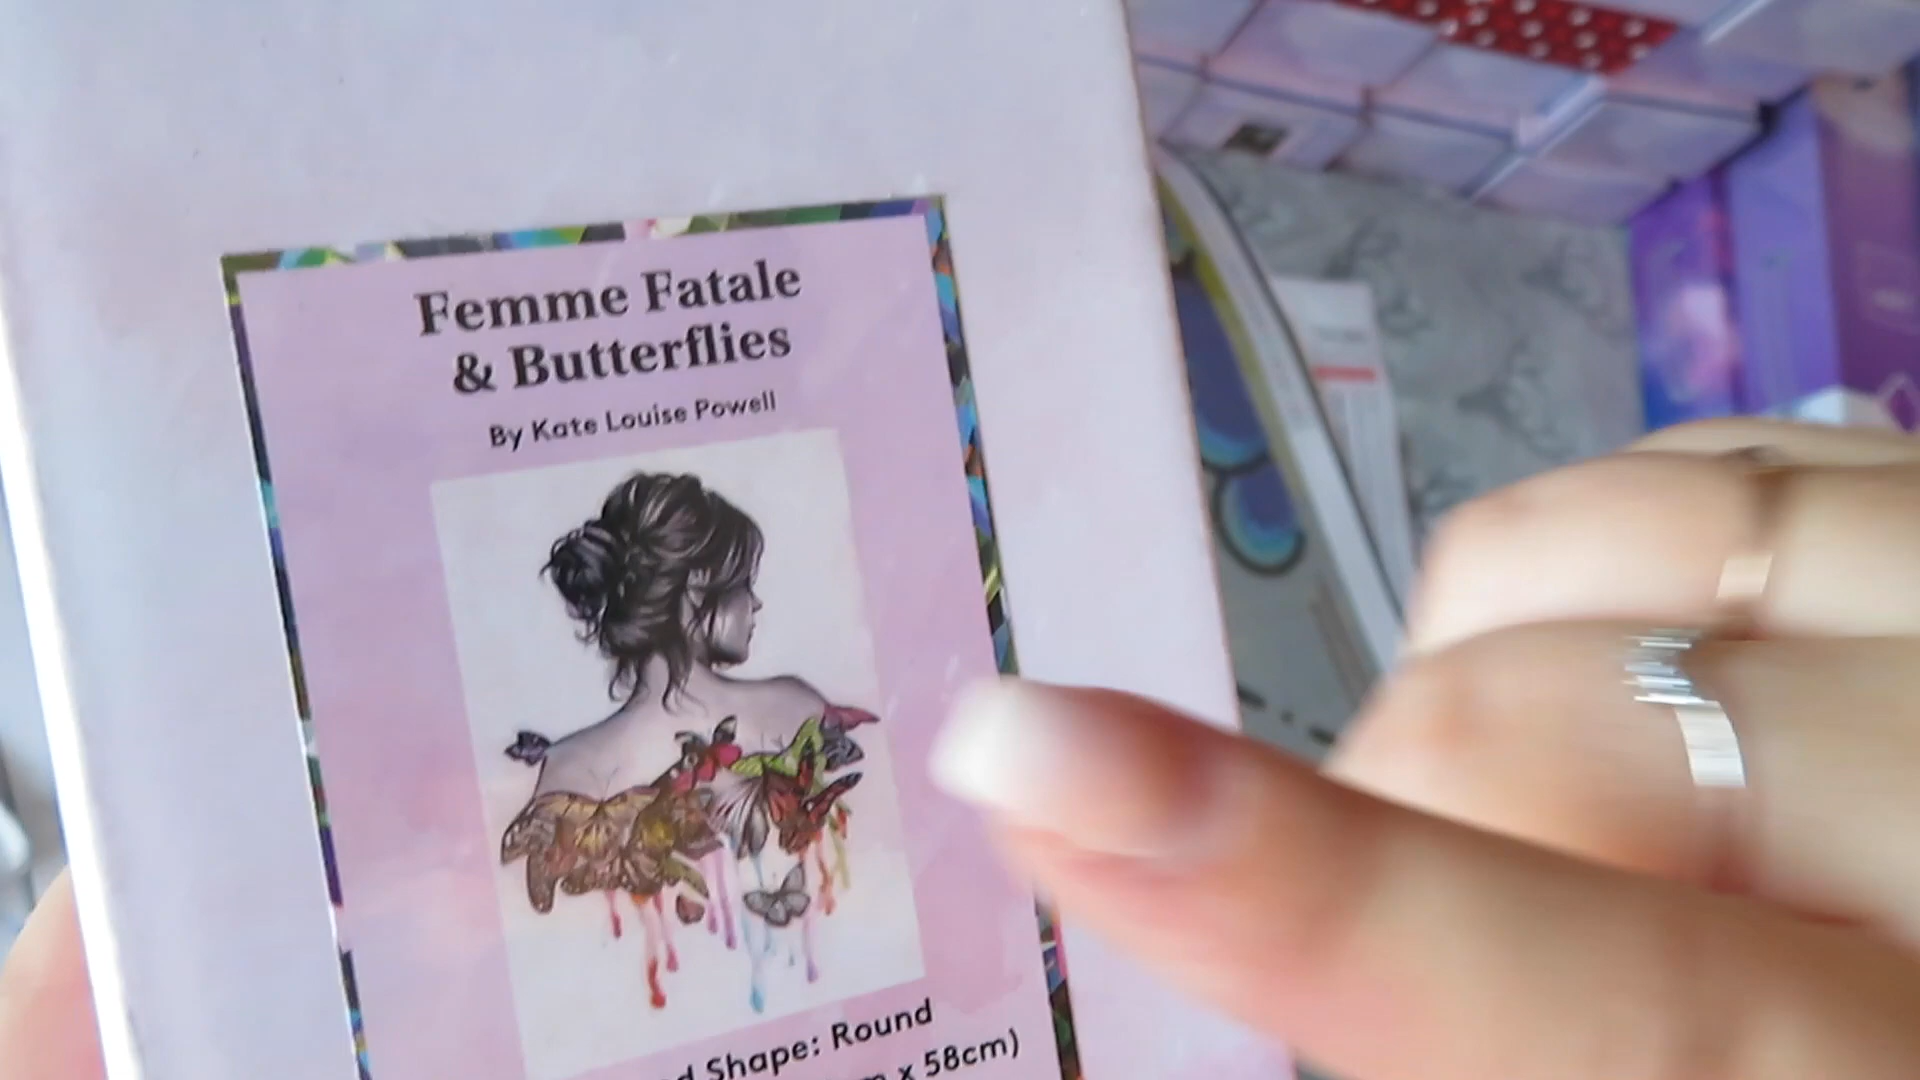 Femme Fatale
& Butterflies
By Kate Louise Powell
Shape: Round
x 58cm)